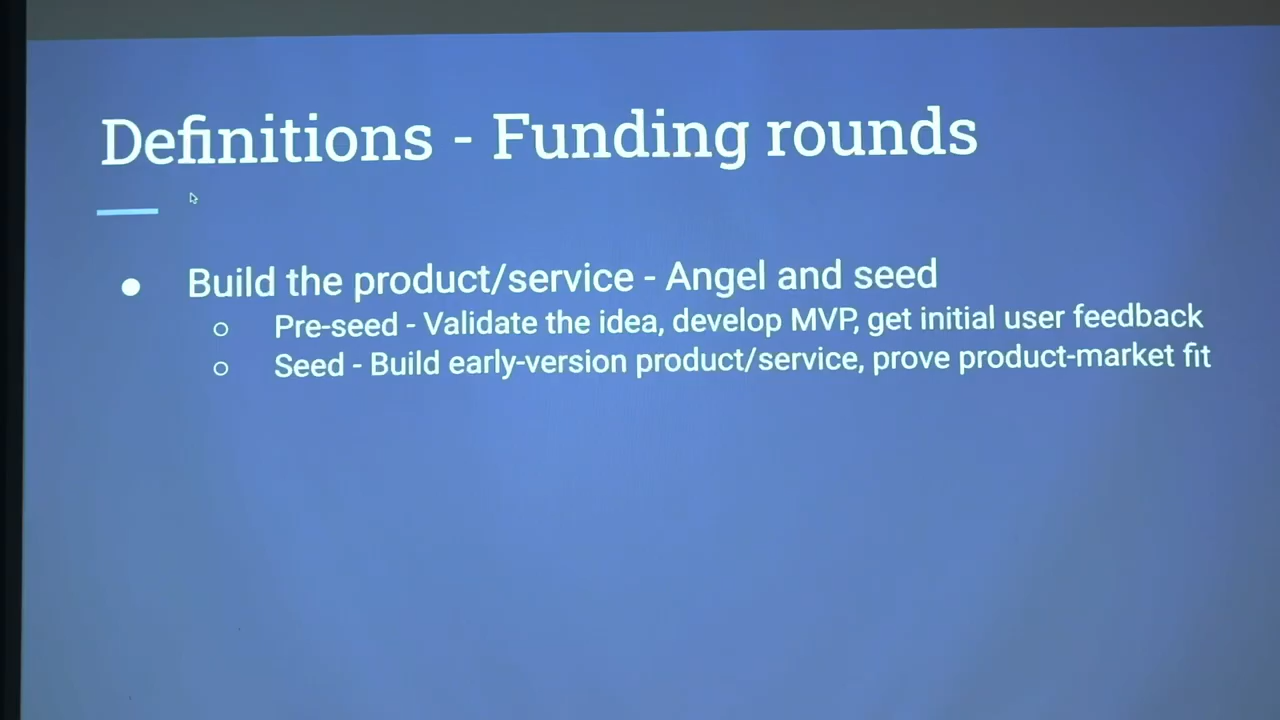 Definitions - Funding rounds
● Build the product/service - Angel and seed
○ Pre-seed - Validate the idea, develop MVP, get initial user feedback
○ Seed - Build early-version product/service, prove product-market fit